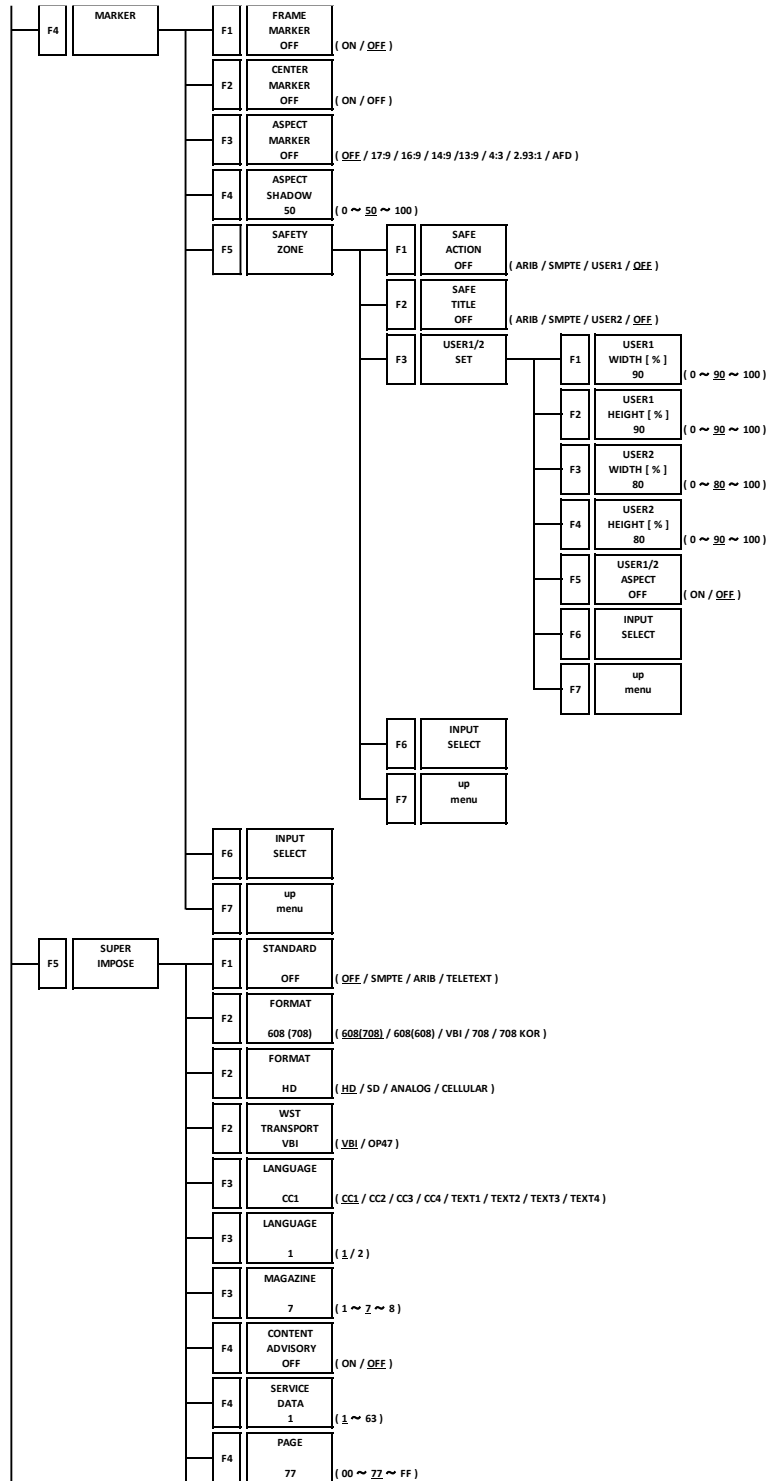 F4
MARKER
F1
FRAME
MARKER
OFF
( ON / OFF )
F2
CENTER
MARKER
OFF
( ON / OFF )
F3
ASPECT
MARKER
OFF
( OFF / 17:9 / 16:9 / 14:9 /13:9 / 4:3 / 2.93:1 / AFD )
F4
ASPECT
SHADOW
50
( 0 ~ 50 ~ 100 )
F5
SAFETY
ZONE
F1
SAFE
ACTION
OFF
( ARIB / SMPTE / USER1 / OFF )
F2
SAFE
TITLE
OFF
( ARIB / SMPTE / USER2 / OFF )
F3
USER1/2
SET
F1
USER1
WIDTH [ % ]
90
( 0 ~ 90 ~ 100 )
F2
USER1
HEIGHT [ % ]
90
( 0 ~ 90 ~ 100 )
F3
USER2
WIDTH [ % ]
80
( 0 ~ 80 ~ 100 )
F4
USER2
HEIGHT [ % ]
80
( 0 ~ 90 ~ 100 )
F5
USER1/2
ASPECT
OFF
( ON / OFF )
F6
INPUT
SELECT
F7
up
menu
F6
INPUT
SELECT
F7
up
menu
F6
INPUT
SELECT
F7
up
menu
F5
SUPER
IMPOSE
F1
STANDARD
OFF
( OFF / SMPTE / ARIB / TELETEXT )
F2
FORMAT
608 (708)
( 608(708) / 608(608) / VBI / 708 / 708 KOR )
F2
FORMAT
HD
( HD / SD / ANALOG / CELLULAR )
F2
WST
TRANSPORT
VBI
( VBI / OP47 )
F3
LANGUAGE
CC1
( CC1 / CC2 / CC3 / CC4 / TEXT1 / TEXT2 / TEXT3 / TEXT4 )
F3
LANGUAGE
1
( 1 / 2 )
F3
MAGAZINE
7
( 1 ~ 7 ~ 8 )
F4
CONTENT
ADVISORY
OFF
( ON / OFF )
F4
SERVICE
DATA
1
( 1 ~ 63 )
F4
PAGE
77
( 00 ~ 77 ~ FF )